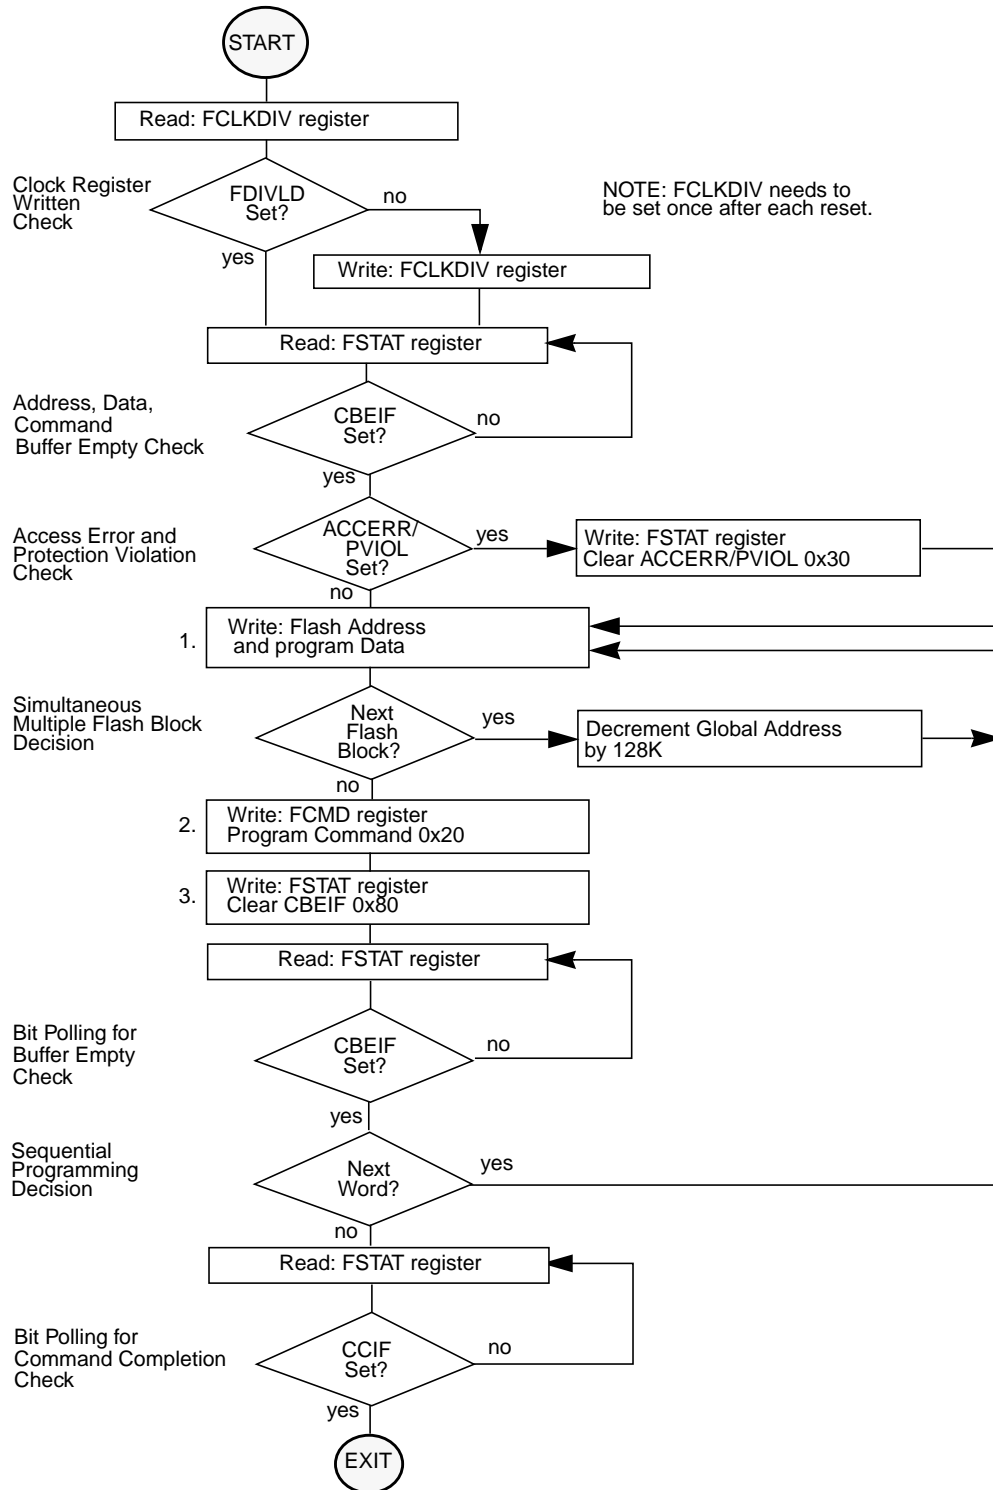 START
Read: FCLKDIV register
Clock Register
Written
Check
FDIVLD
Set?
no
yes
NOTE: FCLKDIV needs to
be set once after each reset.
Write: FCLKDIV register
Read: FSTAT register
Address, Data,
Command
Buffer Empty Check
CBEIF
Set?
no
yes
Access Error and
Protection Violation
Check
ACCERR/
PVIOL
Set?
yes
no
Write: FSTAT register
Clear ACCERR/PVIOL 0x30
1.
Write: Flash Address
and program Data
Simultaneous
Multiple Flash Block
Decision
Next
Flash
Block?
yes
no
Decrement Global Address
by 128K
2.
Write: FCMD register
Program Command 0x20
3.
Write: FSTAT register
Clear CBEIF 0x80
Read: FSTAT register
Bit Polling for
Buffer Empty
Check
CBEIF
Set?
no
yes
Sequential
Programming
Decision
Next
Word?
yes
no
Read: FSTAT register
Bit Polling for
Command Completion
Check
CCIF
Set?
no
yes
EXIT